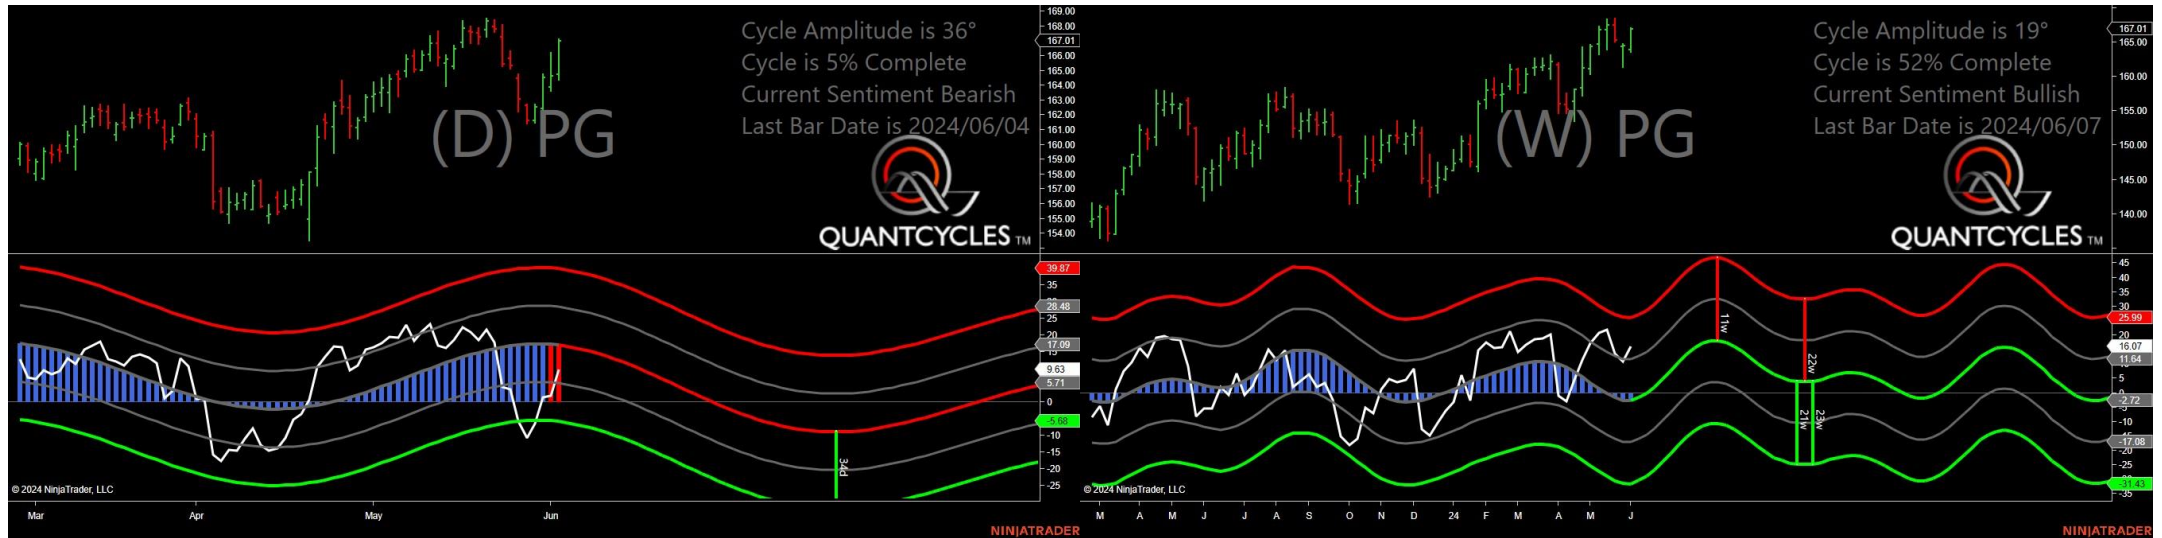 Cycle Amplitude is 36°
Cycle is 5% Complete
Current Sentiment Bearish
Last Bar Date is 2024/06/04
(D) PG
QUANTCYCLES TM
169.00
168.00
167.01
166.00
165.00
164.00
163.00
162.00
161.00
160.00
159.00
158.00
157.00
156.00
155.00
154.00
39.87
35
28.48
25
20
17.09
15
9.63
5.71
0
-5.68
-10
-15
-20
-25
34d
© 2024 NinjaTrader, LLC
Mar Apr May Jun
NINJATRADER
Cycle Amplitude is 19°
Cycle is 52% Complete
Current Sentiment Bullish
Last Bar Date is 2024/06/07
(W) PG
QUANTCYCLES TM
167.01
165.00
160.00
155.00
150.00
145.00
140.00
45
40
35
30
25.99
20
16.07
11.64
5
0
-2.72
-5
-10
-17.08
-20
-25
-31.43
-35
11w
22w
21w
23w
© 2024 NinjaTrader, LLC
M A M J J A S O N D 24 F M A M J
NINJATRADER